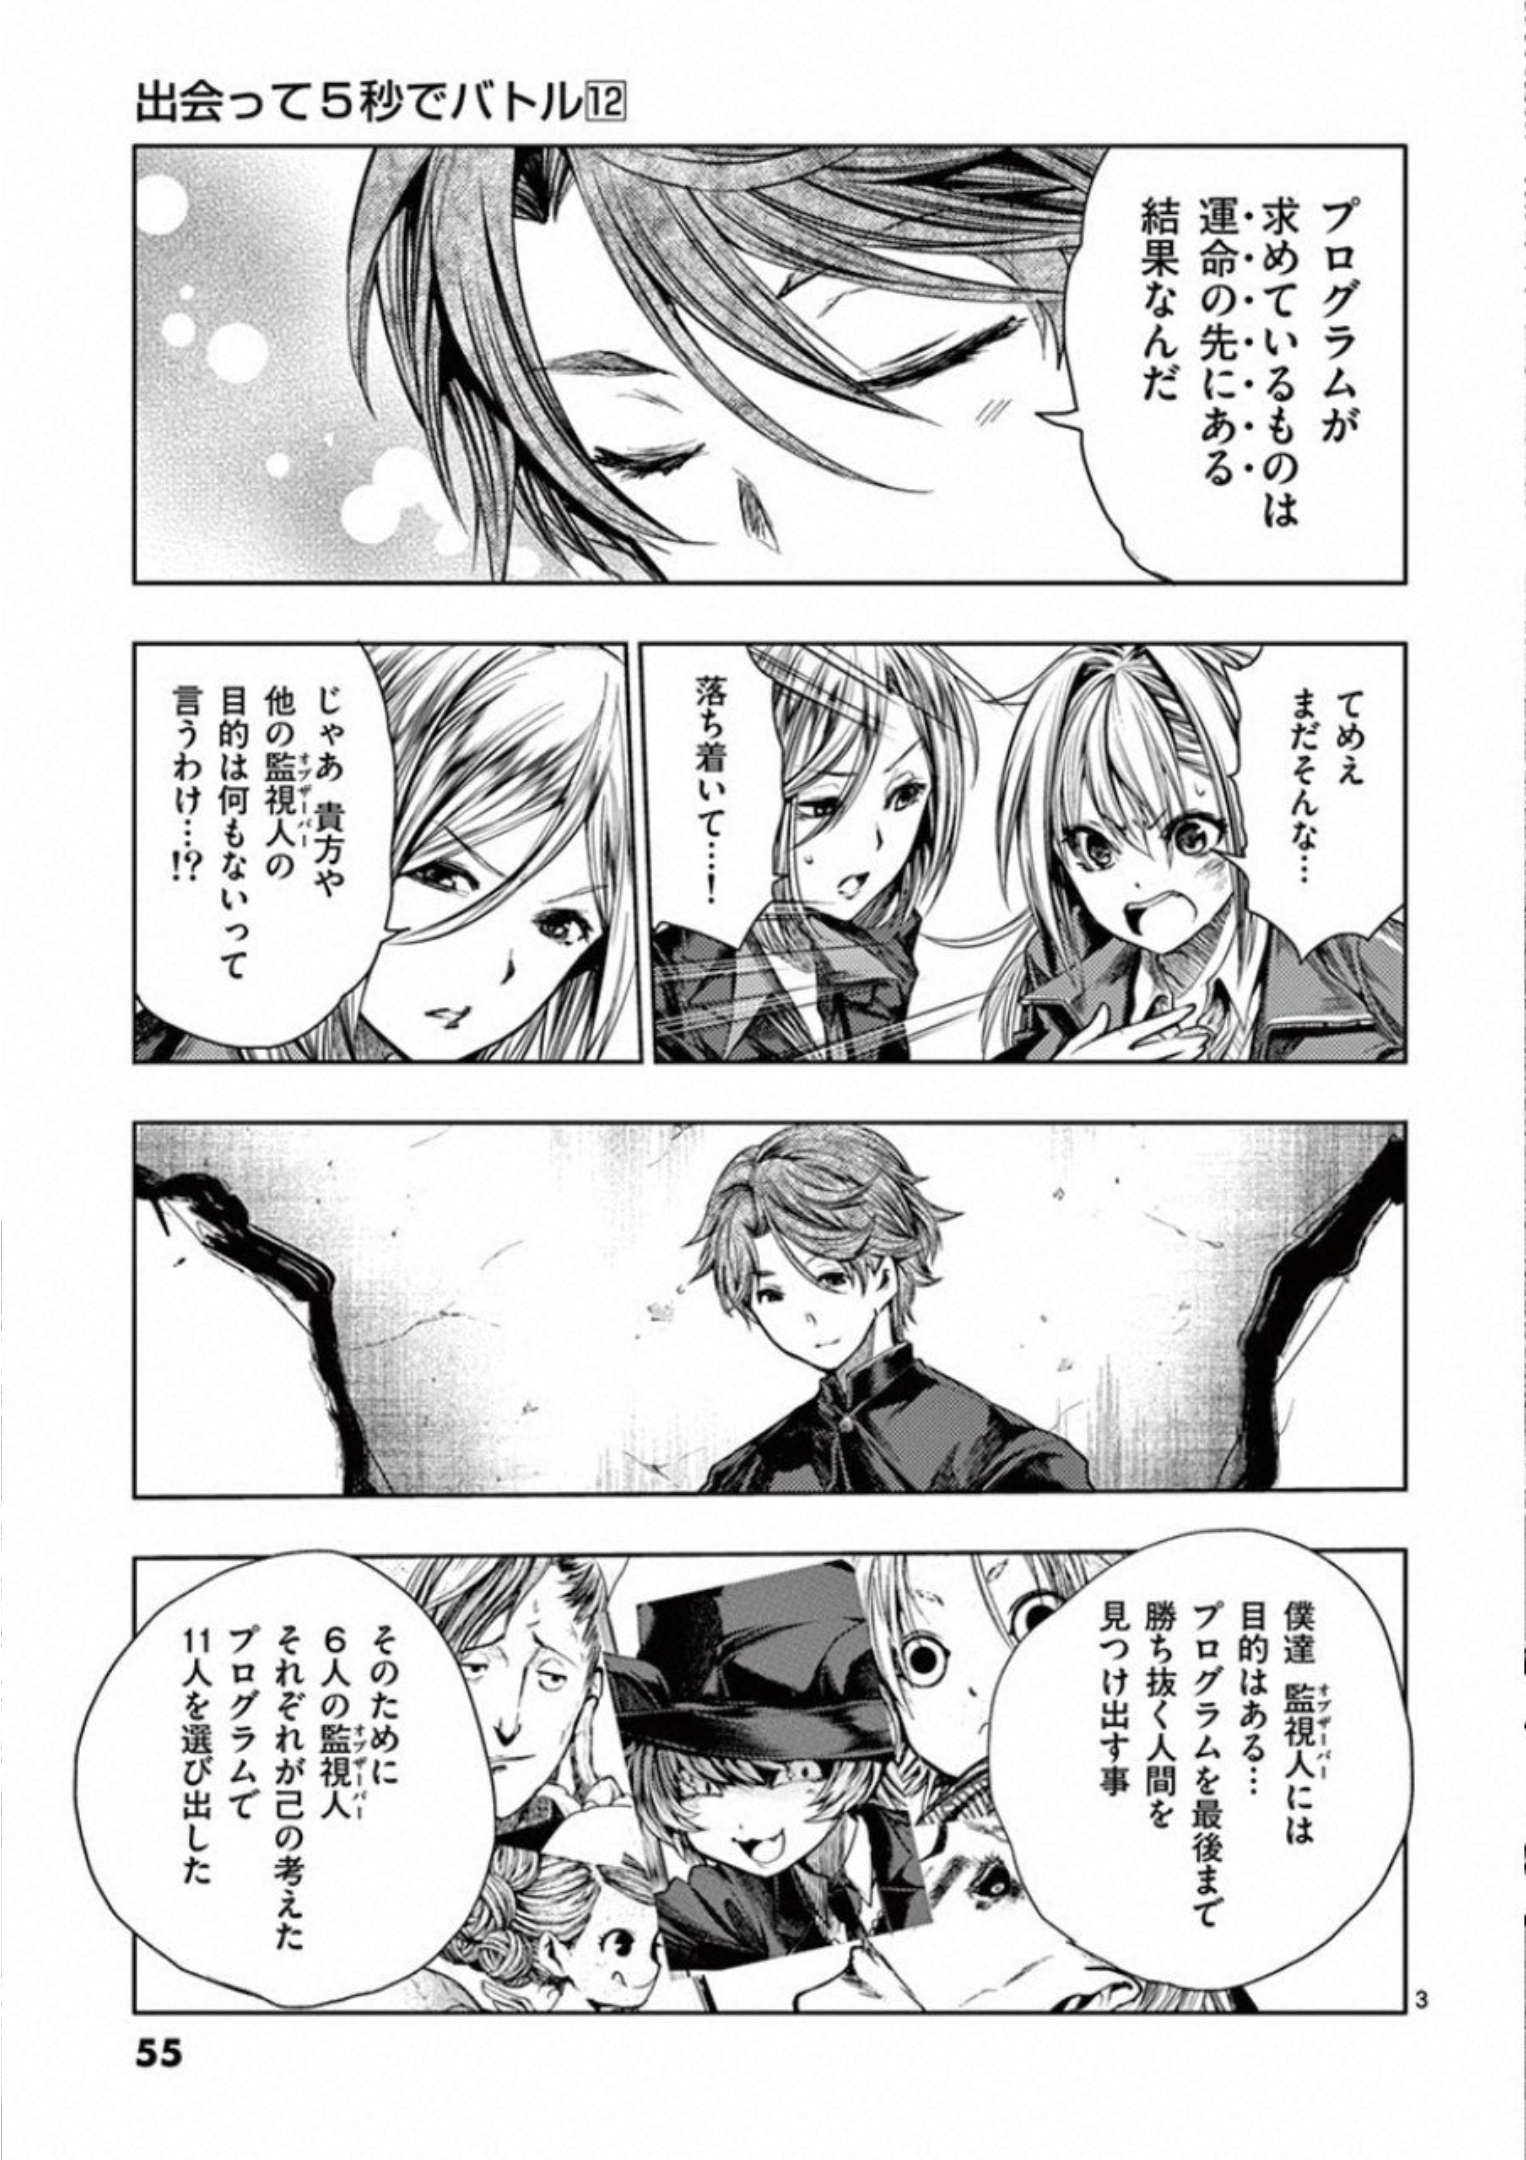 出会って5秒でバトル12
プログラムが
求めているものは
運命の先にある
結果なんだ
てめえ
まだそんな…
落ち着いて…！
じゃあ 貴方や
他の監視人の
オブザーバー
目的は何もないって
言うわけ…!?
僕達 監視人には
オブザーバー
目的はある…
プログラムを最後まで
勝ち抜く人間を
見つけ出す事
そのために
6人の監視人
オブザーバー
それぞれが己の考えた
プログラムで
11人を選び出した
3
55